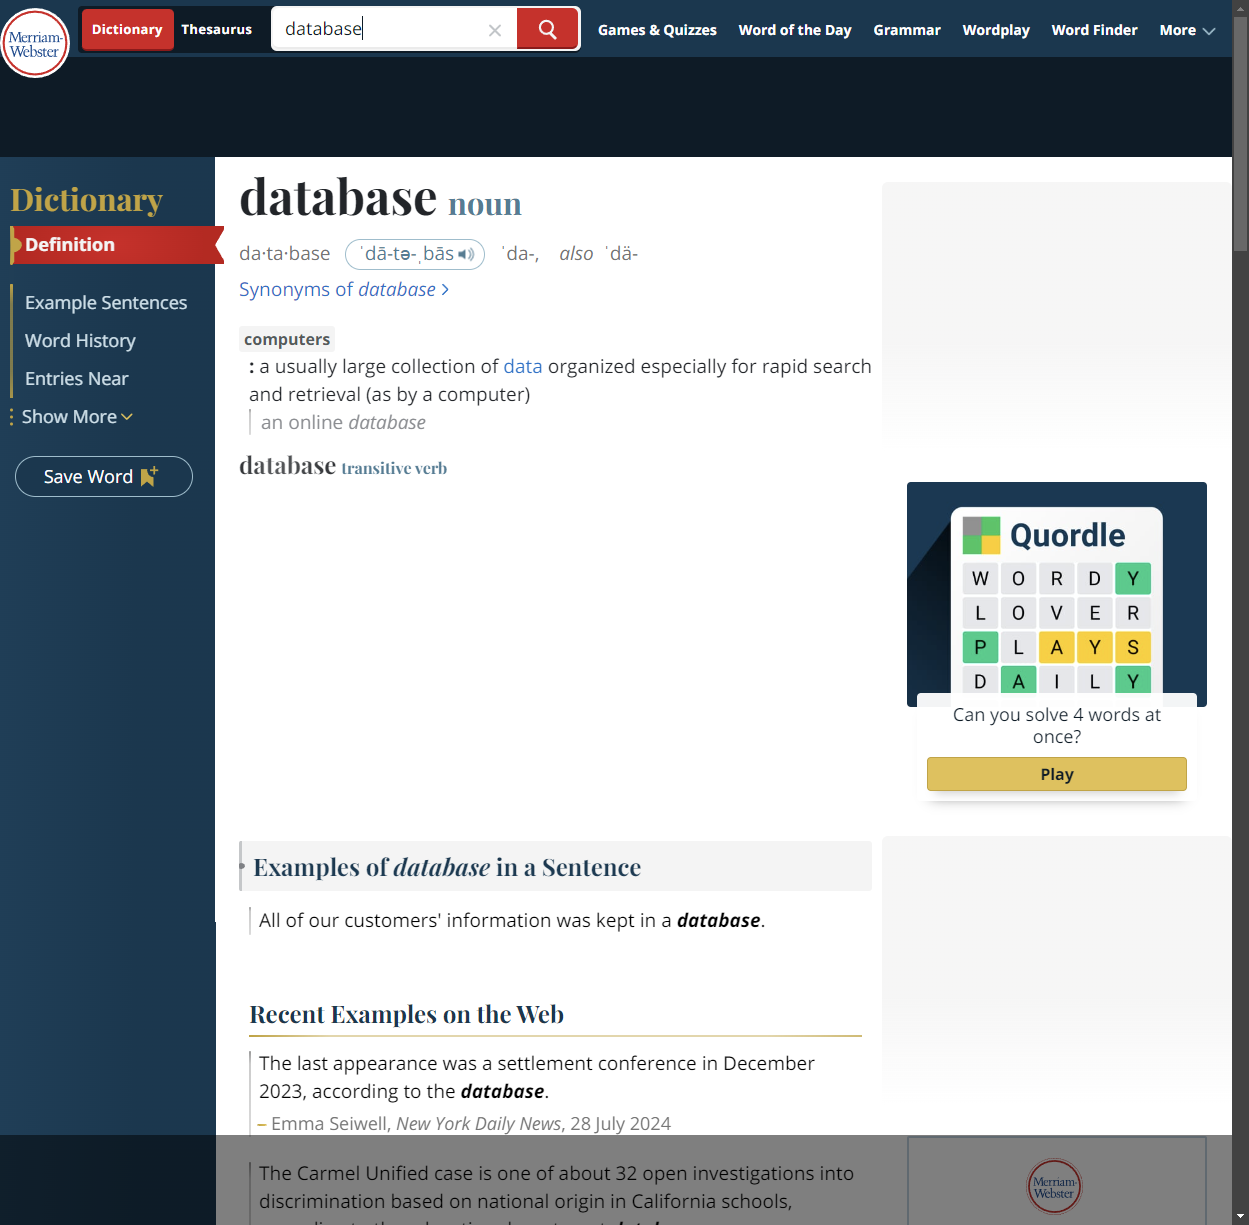 Merriam-
Webster
Dictionary
Thesaurus
database
Games & Quizzes
Word of the Day
Grammar
Wordplay
Word Finder
More
Dictionary
Definition
Example Sentences
Word History
Entries Near
Show More
Save Word
database noun
da·ta·base ˈdā-tə-ˌbās ˈda-, also ˈdä-
Synonyms of database
computers
: a usually large collection of data organized especially for rapid search
and retrieval (as by a computer)
an online database
database transitive verb
Quordle
W O R D Y
L O V E R
P L A Y S
D A I L Y
Can you solve 4 words at
once?
Play
Examples of database in a Sentence
All of our customers' information was kept in a database.
Recent Examples on the Web
The last appearance was a settlement conference in December
2023, according to the database.
– Emma Seiwell, New York Daily News, 28 July 2024
The Carmel Unified case is one of about 32 open investigations into
discrimination based on national origin in California schools,
Merriam-
Webster